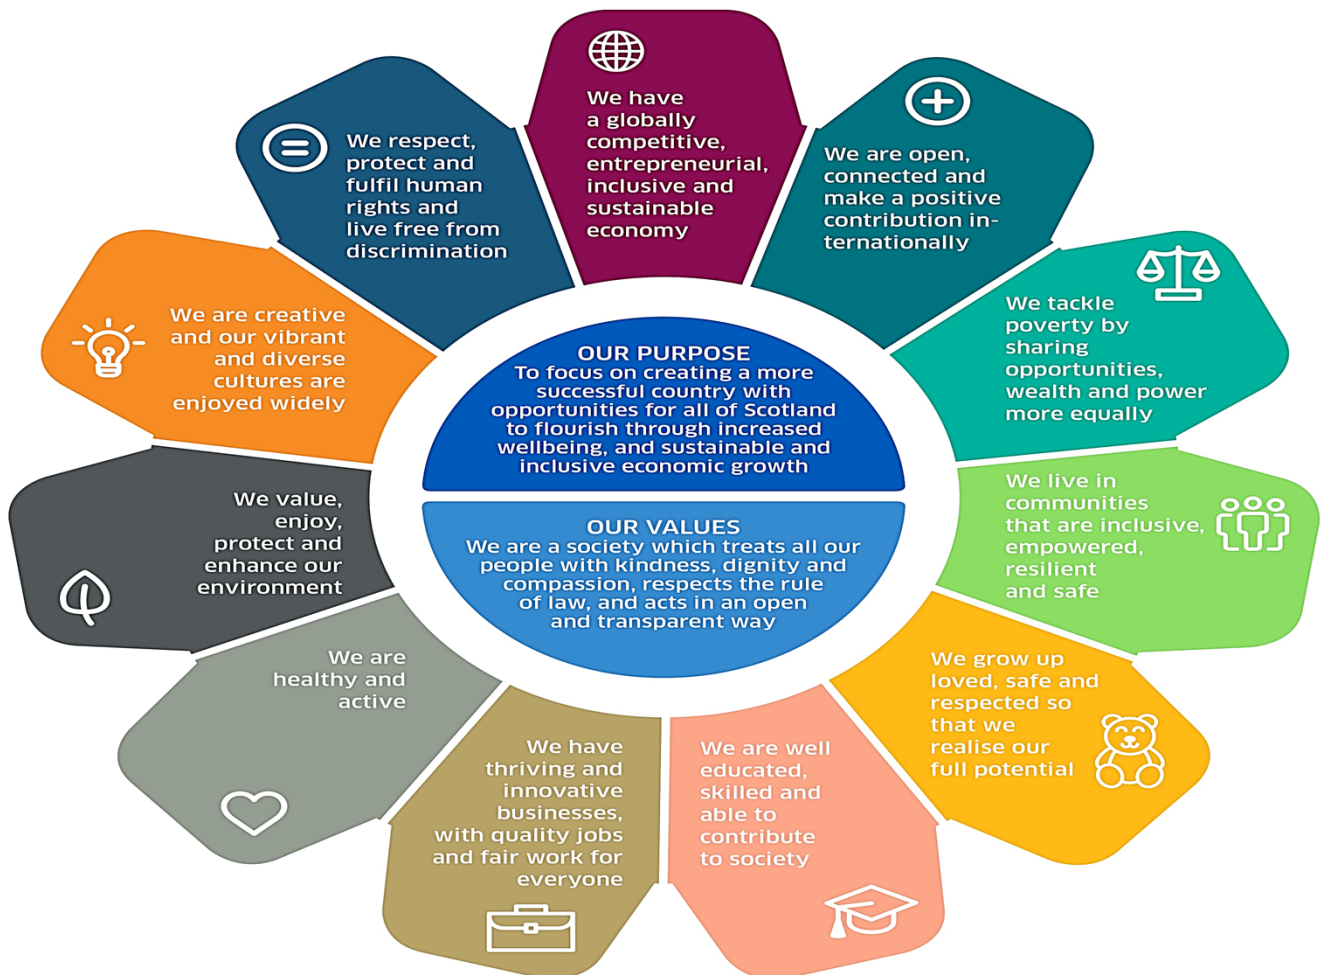 We have
a globally
competitive,
entrepreneurial,
inclusive and
sustainable
economy
We are open,
connected and
make a positive
contribution in-
ternationally
We tackle
poverty by
sharing
opportunities,
wealth and power
more equally
We live in
communities
that are inclusive,
empowered,
resilient
and safe
We grow up
loved, safe and
respected so
that we
realise our
full potential
We are well
educated,
skilled and
able to
contribute
to society
We have
thriving and
innovative
businesses,
with quality jobs
and fair work for
everyone
We are
healthy and
active
We value,
enjoy,
protect and
enhance our
environment
We are creative
and our vibrant
and diverse
cultures are
enjoyed widely
We respect,
protect and
fulfil human
rights and
live free from
discrimination
OUR PURPOSE
To focus on creating a more
successful country with
opportunities for all of Scotland
to flourish through increased
wellbeing, and sustainable and
inclusive economic growth
OUR VALUES
We are a society which treats all our
people with kindness, dignity and
compassion, respects the rule
of law, and acts in an open
and transparent way